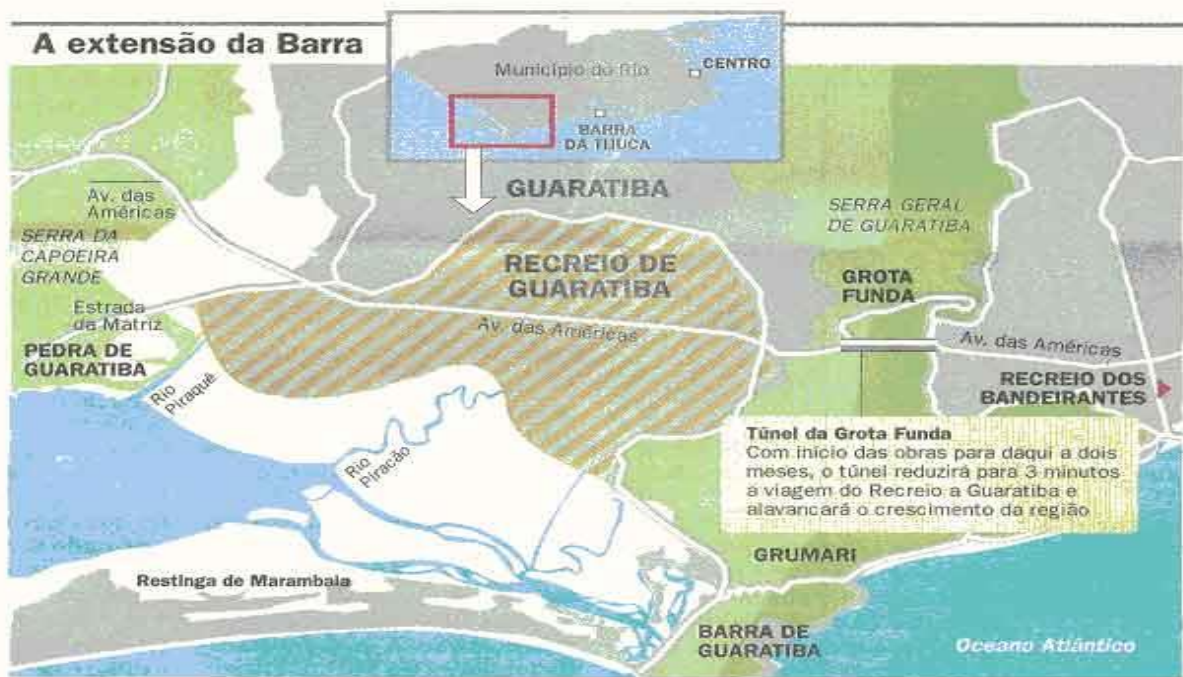 A extensão da Barra
Município do Rio
CENTRO
BARRA
DA TIJUCA
GUARATIBA
Av. das
Américas
SERRA DA
CAPOEIRA
GRANDE
SERRA GERAL
DE GUARATIBA
RECREIO DE
GUARATIBA
GROTA
FUNDA
Estrada
da Matriz
Av. das Américas
Av. das Américas
PEDRA DE
GUARATIBA
RECREIO DOS
BANDEIRANTES
Rio
Piraquê
Rio
Piracão
Túnel da Grota Funda
Com início das obras para daqui a dois
meses, o túnel reduzirá para 3 minutos
a viagem do Recreio a Guaratiba e
alavancará o crescimento da região
GRUMARI
Restinga de Marambaia
BARRA DE
GUARATIBA
Oceano Atlântico